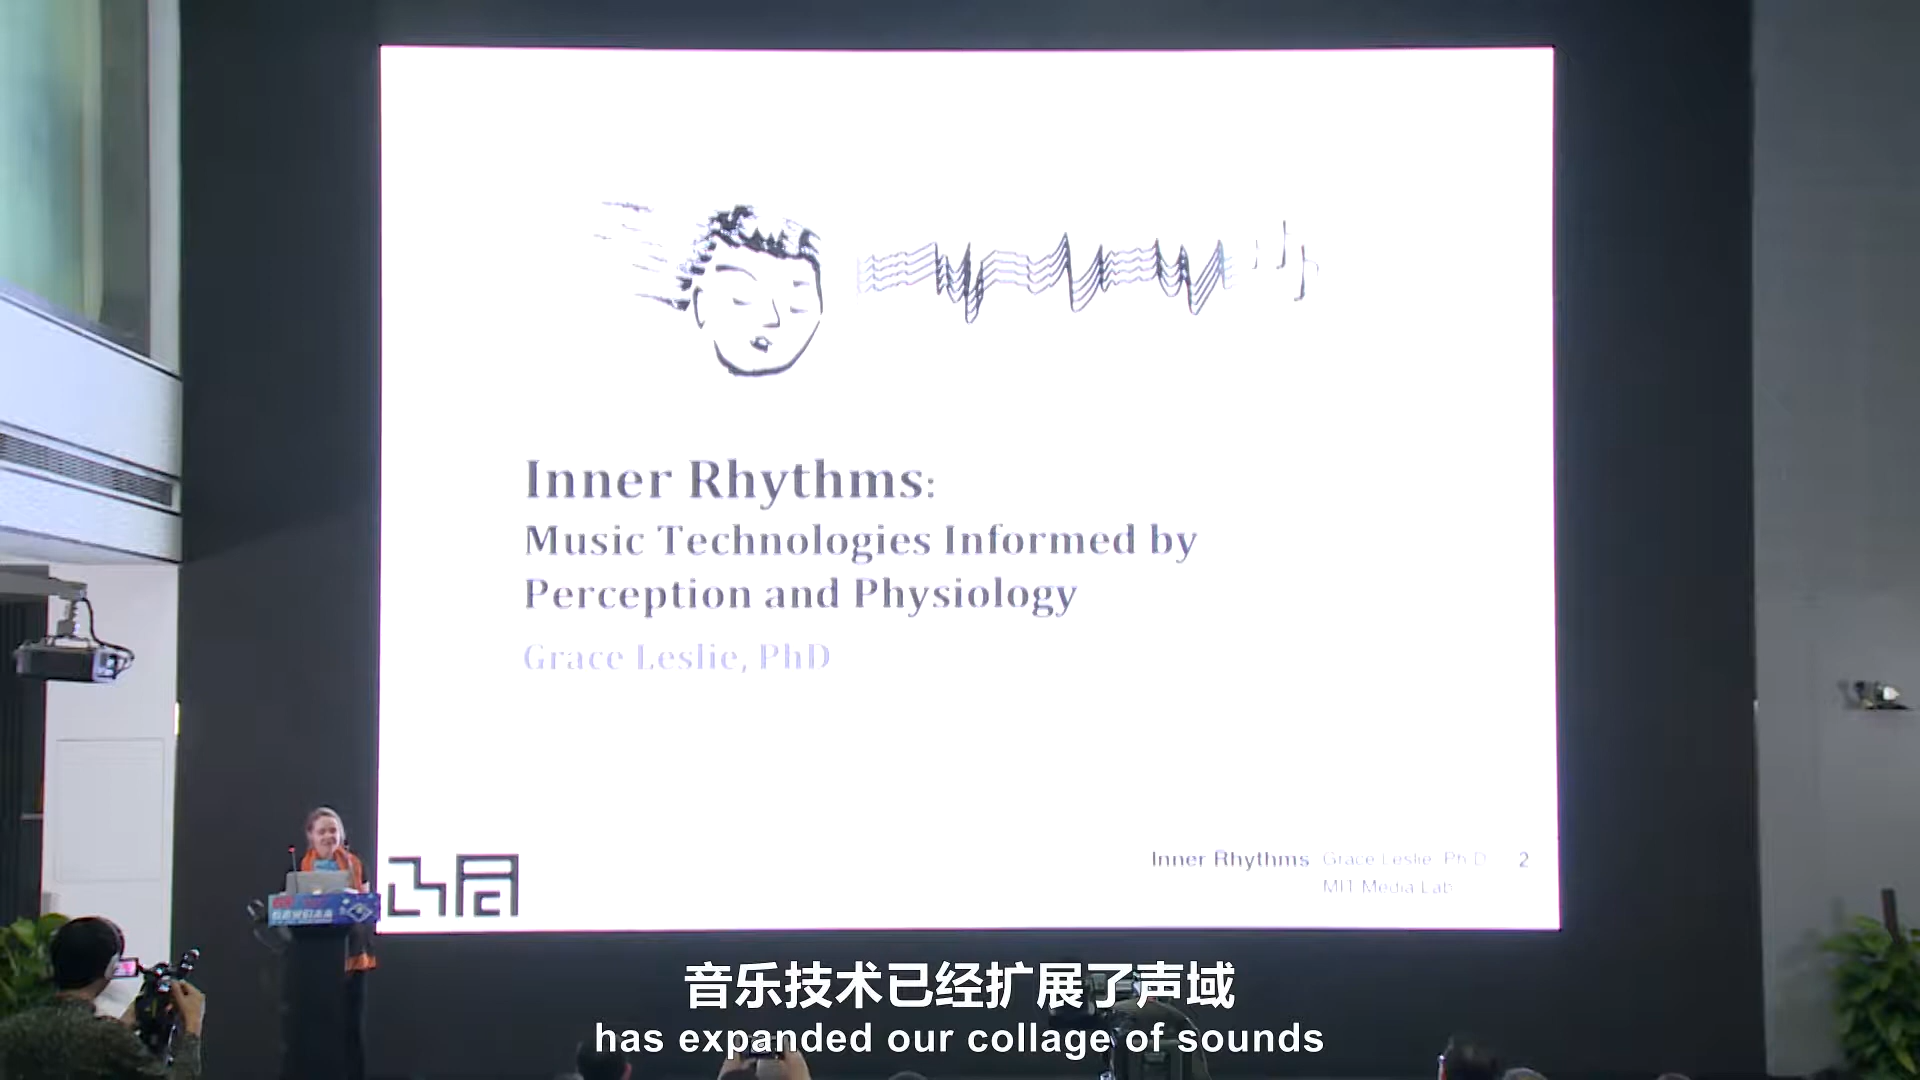 Inner Rhythms:
Music Technologies Informed by
Perception and Physiology
Grace Leslie, PhD
Inner Rhythms Grace Leslie, Ph.D. 2
MIT Media Lab
音乐技术已经扩展了声域
has expanded our collage of sounds